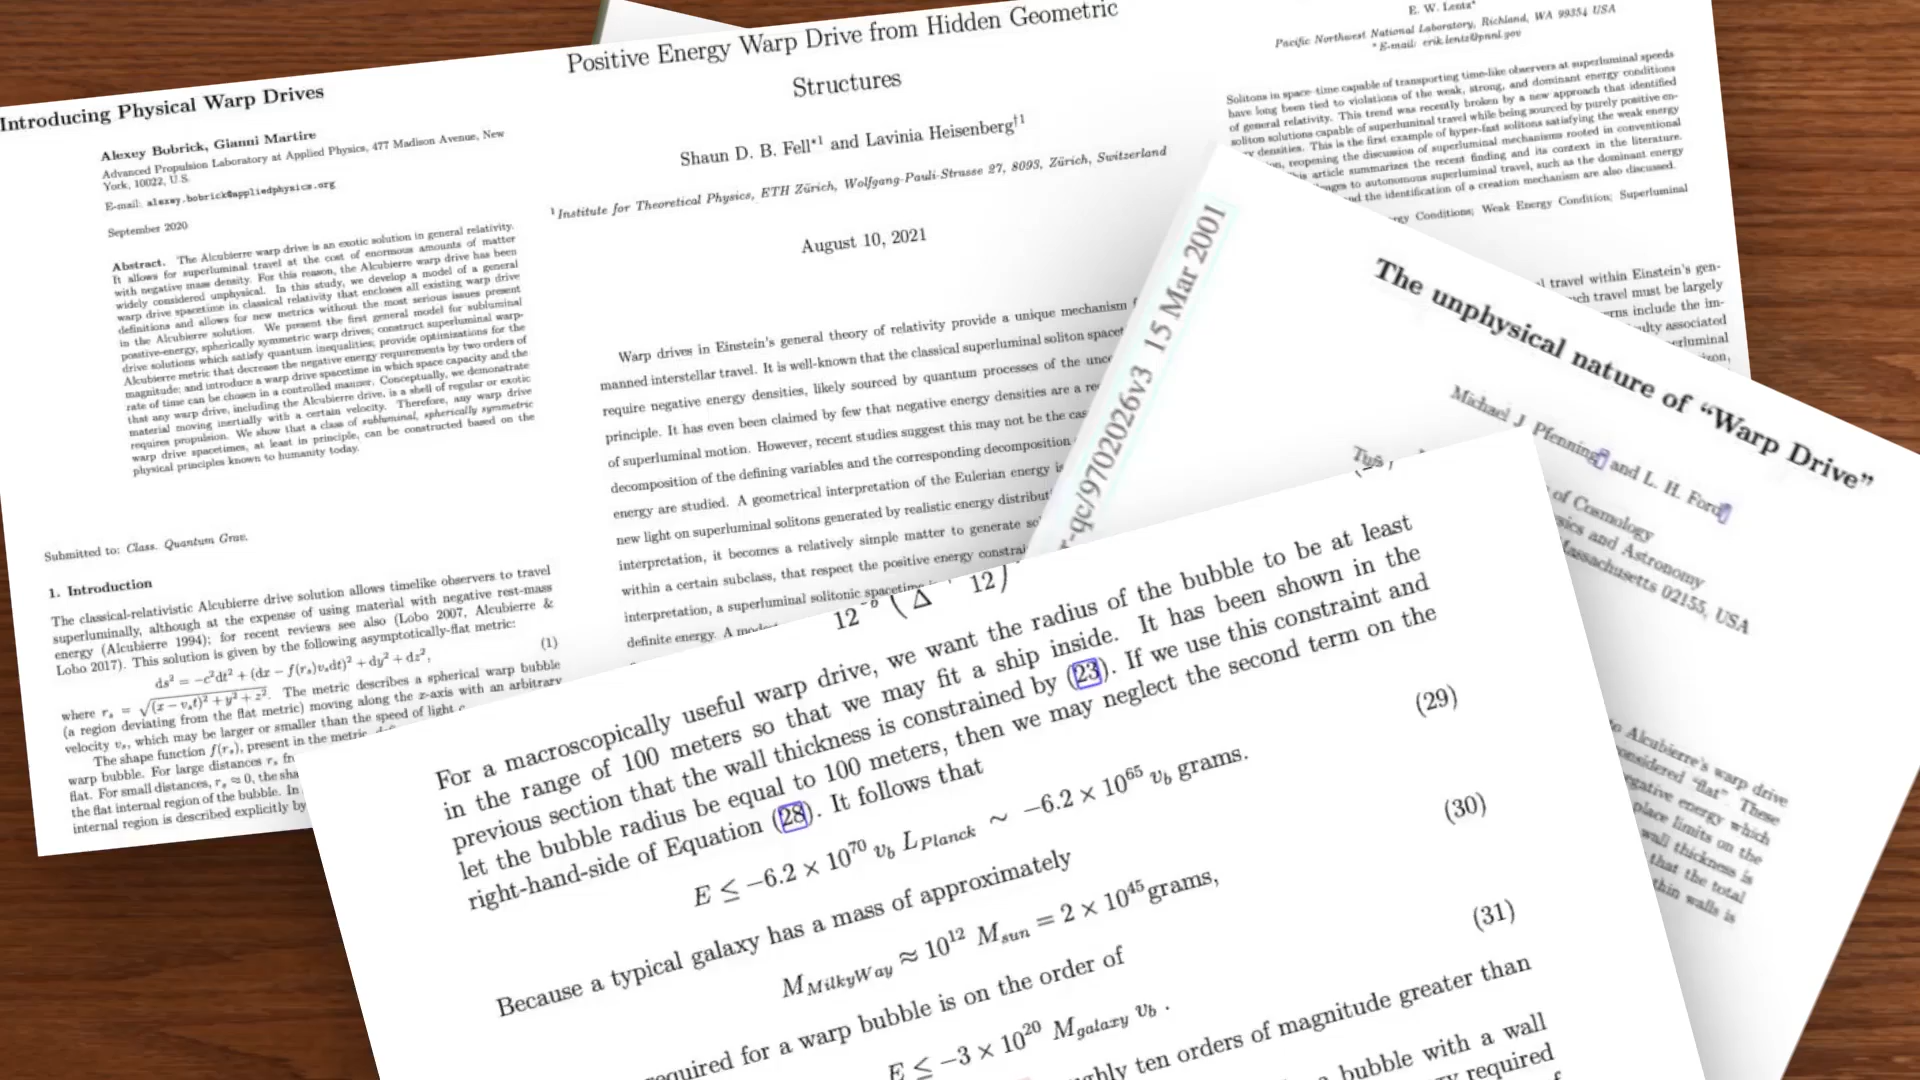 Introducing Physical Warp Drives
Alexey Bobrick, Gianni Martire
Advanced Propulsion Laboratory at Applied Physics, 477 Madison Avenue, New
York, 10022, U.S.
E-mail: alexey.bobrick@appliedphysics.org
September 2020
Abstract. The Alcubierre warp drive is an exotic solution in general relativity.
It allows for superluminal travel at the cost of enormous amounts of matter
with negative mass density. For this reason, the Alcubierre warp drive has been
widely considered unphysical. In this study, we develop a model of a general
warp drive spacetime in classical relativity that encloses all existing warp drive
definitions and allows for new metrics without the most serious issues present
in the Alcubierre solution. We present the first general model for subluminal
positive-energy, spherically symmetric warp drives; construct superluminal warp-
drive solutions which satisfy quantum inequalities; provide optimizations for the
Alcubierre metric that decrease the negative energy requirements by two orders of
magnitude; and introduce a warp drive spacetime in which space capacity and the
rate of time can be chosen in a controlled manner. Conceptually, we demonstrate
that any warp drive, including the Alcubierre drive, is a shell of regular or exotic
material moving inertially with a certain velocity. Therefore, any warp drive
requires propulsion. We show that a class of subluminal, spherically symmetric
warp drive spacetimes, at least in principle, can be constructed based on the
physical principles known to humanity today.
Submitted to: Class. Quantum Grav.
1. Introduction
The classical-relativistic Alcubierre drive solution allows timelike observers to travel
superluminally, although at the expense of using material with negative rest-mass
energy (Alcubierre 1994); for recent reviews see also (Lobo 2007, Alcubierre &
Lobo 2017). This solution is given by the following asymptotically-flat metric:
ds² = −c²dt² + (dx − f(rₛ)vₛdt)² + dy² + dz², (1)
where rₛ = √(x − vₛt)² + y² + z². The metric describes a spherical warp bubble
(a region deviating from the flat metric) moving along the x-axis with an arbitrary
velocity vₛ, which may be larger or smaller than the speed of light
The shape function f(rₛ), present in the metric
warp bubble. For large distances rₛ
flat. For small distances, rₛ ≈ 0, the
the flat internal region of the bubble. In
internal region is described explicitly by
Positive Energy Warp Drive from Hidden Geometric
Structures
Shaun D. B. Fell*¹ and Lavinia Heisenberg†¹
¹Institute for Theoretical Physics, ETH Zürich, Wolfgang-Pauli-Strasse 27, 8093, Zürich, Switzerland
August 10, 2021
Warp drives in Einstein's general theory of relativity provide a unique mechanism
manned interstellar travel. It is well-known that the classical superluminal soliton
require negative energy densities, likely sourced by quantum processes of the
principle. It has even been claimed by few that negative energy densities are a
of superluminal motion. However, recent studies suggest this may not be the
decomposition of the defining variables and the corresponding decomposition
energy are studied. A geometrical interpretation of the Eulerian energy
new light on superluminal solitons generated by realistic energy
interpretation, it becomes a relatively simple matter to generate
within a certain subclass, that respect the positive energy
interpretation, a superluminal solitonic spacetime
definite energy. A
E. W. Lentz*
Pacific Northwest National Laboratory, Richland, WA 99354 USA
* E-mail: erik.lentz@pnnl.gov
Solitons in space-time capable of transporting time-like observers at superluminal speeds
have long been tied to violations of the weak, strong, and dominant energy conditions
of general relativity. This trend was recently broken by a new approach that identified
soliton solutions capable of superluminal travel while being sourced by purely positive en-
densities. This is the first example of hyper-fast solitons satisfying the weak energy
reopening the discussion of superluminal mechanisms rooted in conventional
article summarizes the recent finding and its context in the literature.
to autonomous superluminal travel, such as the dominant energy
the identification of a creation mechanism are also discussed.
Conditions; Weak Energy Condition; Superluminal
travel within Einstein's gen-
travel must be largely
include the im-
associated
15 Mar 2001
r-qc/9702026v3
The unphysical nature of “Warp Drive”
Michael J Pfenning and L. H. Ford
of Cosmology
and Astronomy
Massachusetts 02155, USA
Alcubierre's warp drive
considered “flat”. These
negative energy which
place limits on the
wall thickness is
that the total
thin walls is
For a macroscopically useful warp drive, we want the radius of the bubble to be at least
in the range of 100 meters so that we may fit a ship inside. It has been shown in the
previous section that the wall thickness is constrained by (23). If we use this constraint and
let the bubble radius be equal to 100 meters, then we may neglect the second term on the
right-hand-side of Equation (28). It follows that
E ≤ −6.2 × 10⁷⁰ v_b L_Planck ∼ −6.2 × 10⁶⁵ v_b grams. (29)
Because a typical galaxy has a mass of approximately
M_MilkyWay ≈ 10¹² M_sun = 2 × 10⁴⁵ grams, (30)
required for a warp bubble is on the order of
E ≤ −3 × 10²⁰ M_galaxy v_b . (31)
ten orders of magnitude greater than
bubble with a wall
required